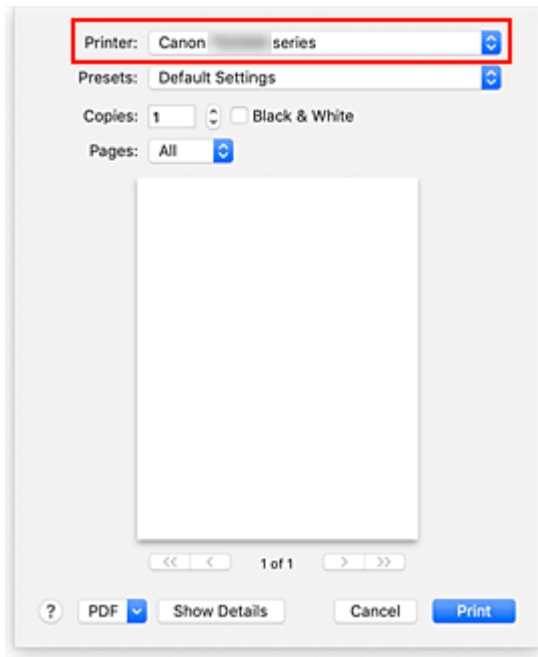 Printer: Canon series
Presets: Default Settings
Copies: 1 Black & White
Pages: All
<< < 1 of 1 > >>
? PDF Show Details Cancel Print